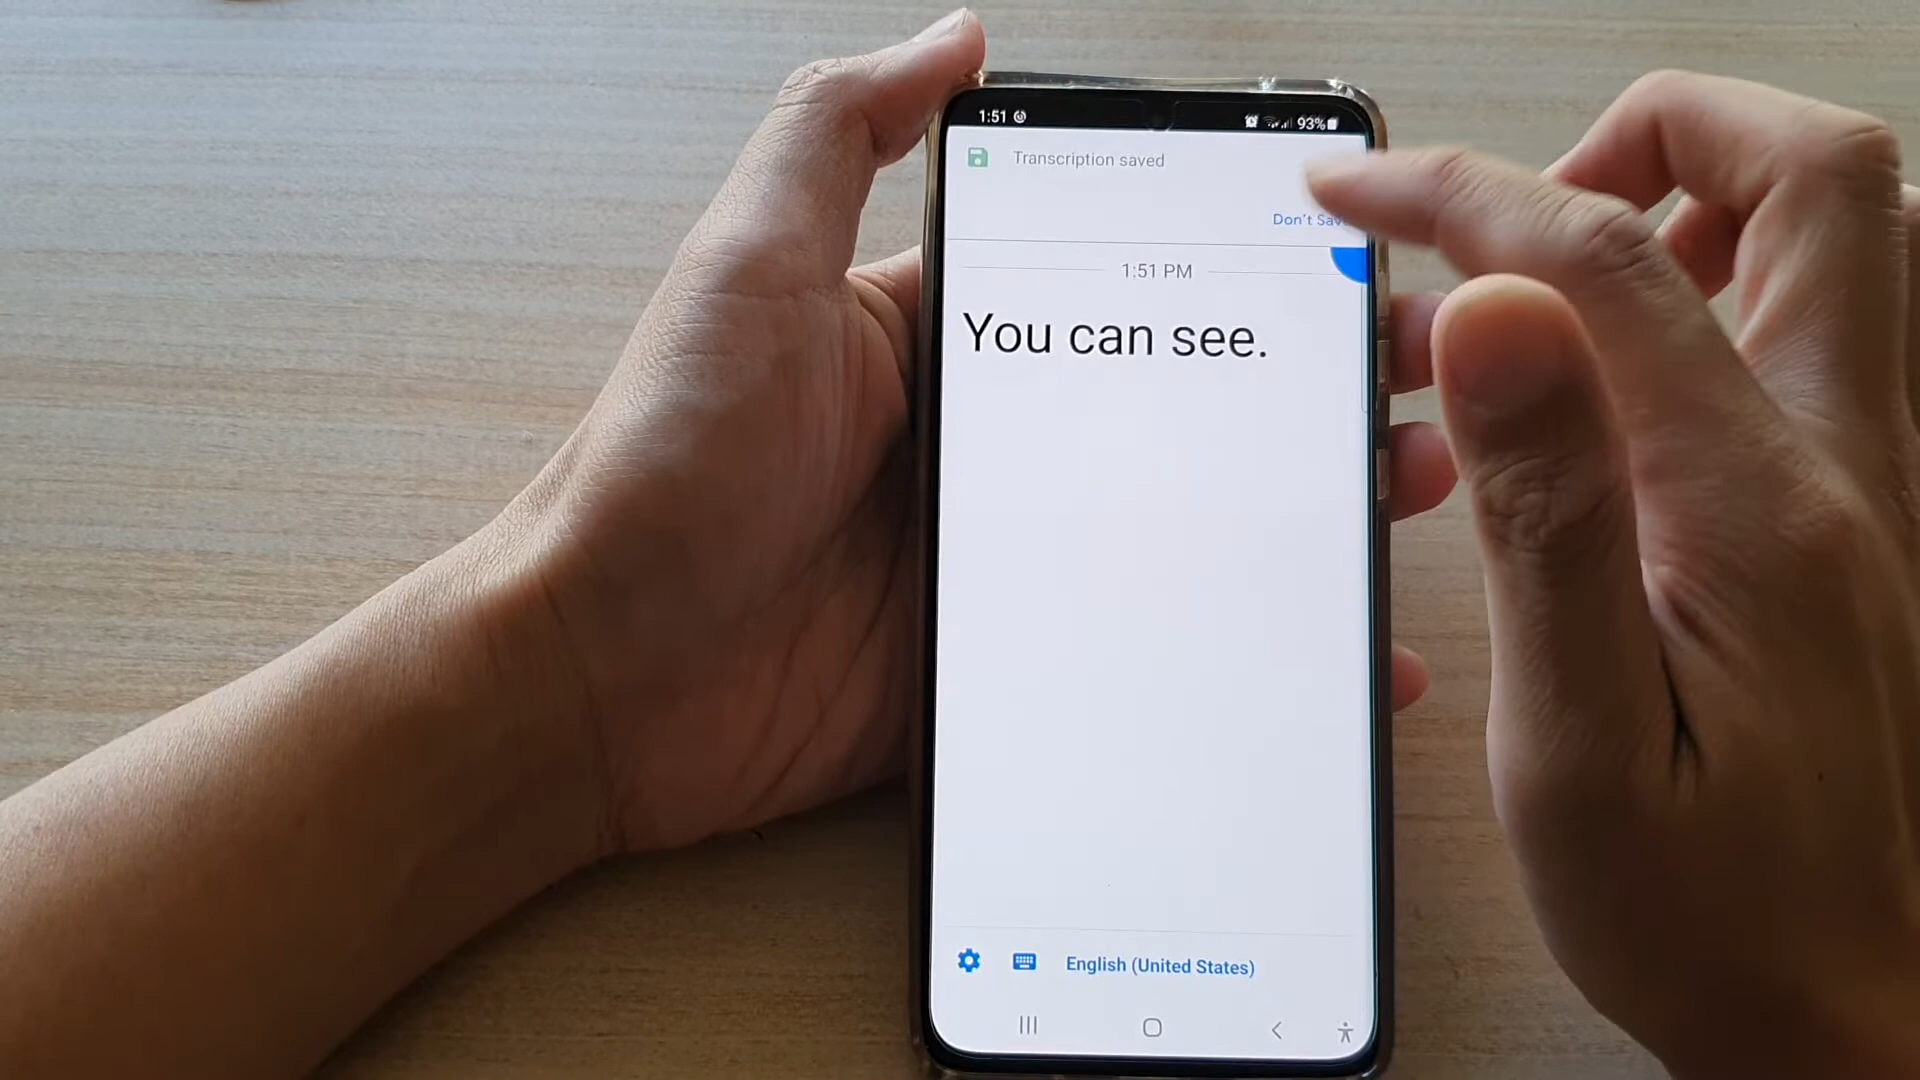 1:51 93%
Transcription saved
Don't Sav
1:51 PM
You can see.
English (United States)